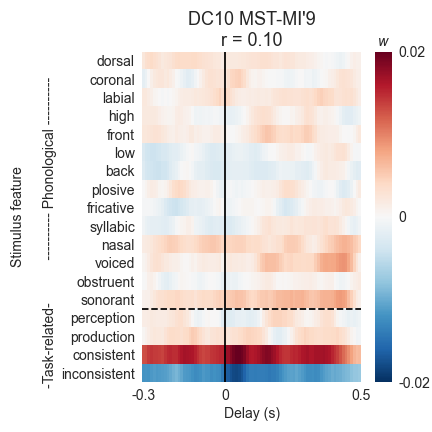 DC10 MST-MI'9
r = 0.10
w
Stimulus feature
-Task-related- ----------- Phonological -----------
dorsal
coronal
labial
high
front
low
back
plosive
fricative
syllabic
nasal
voiced
obstruent
sonorant
perception
production
consistent
inconsistent
0.02
0
-0.02
-0.3 0 0.5
Delay (s)